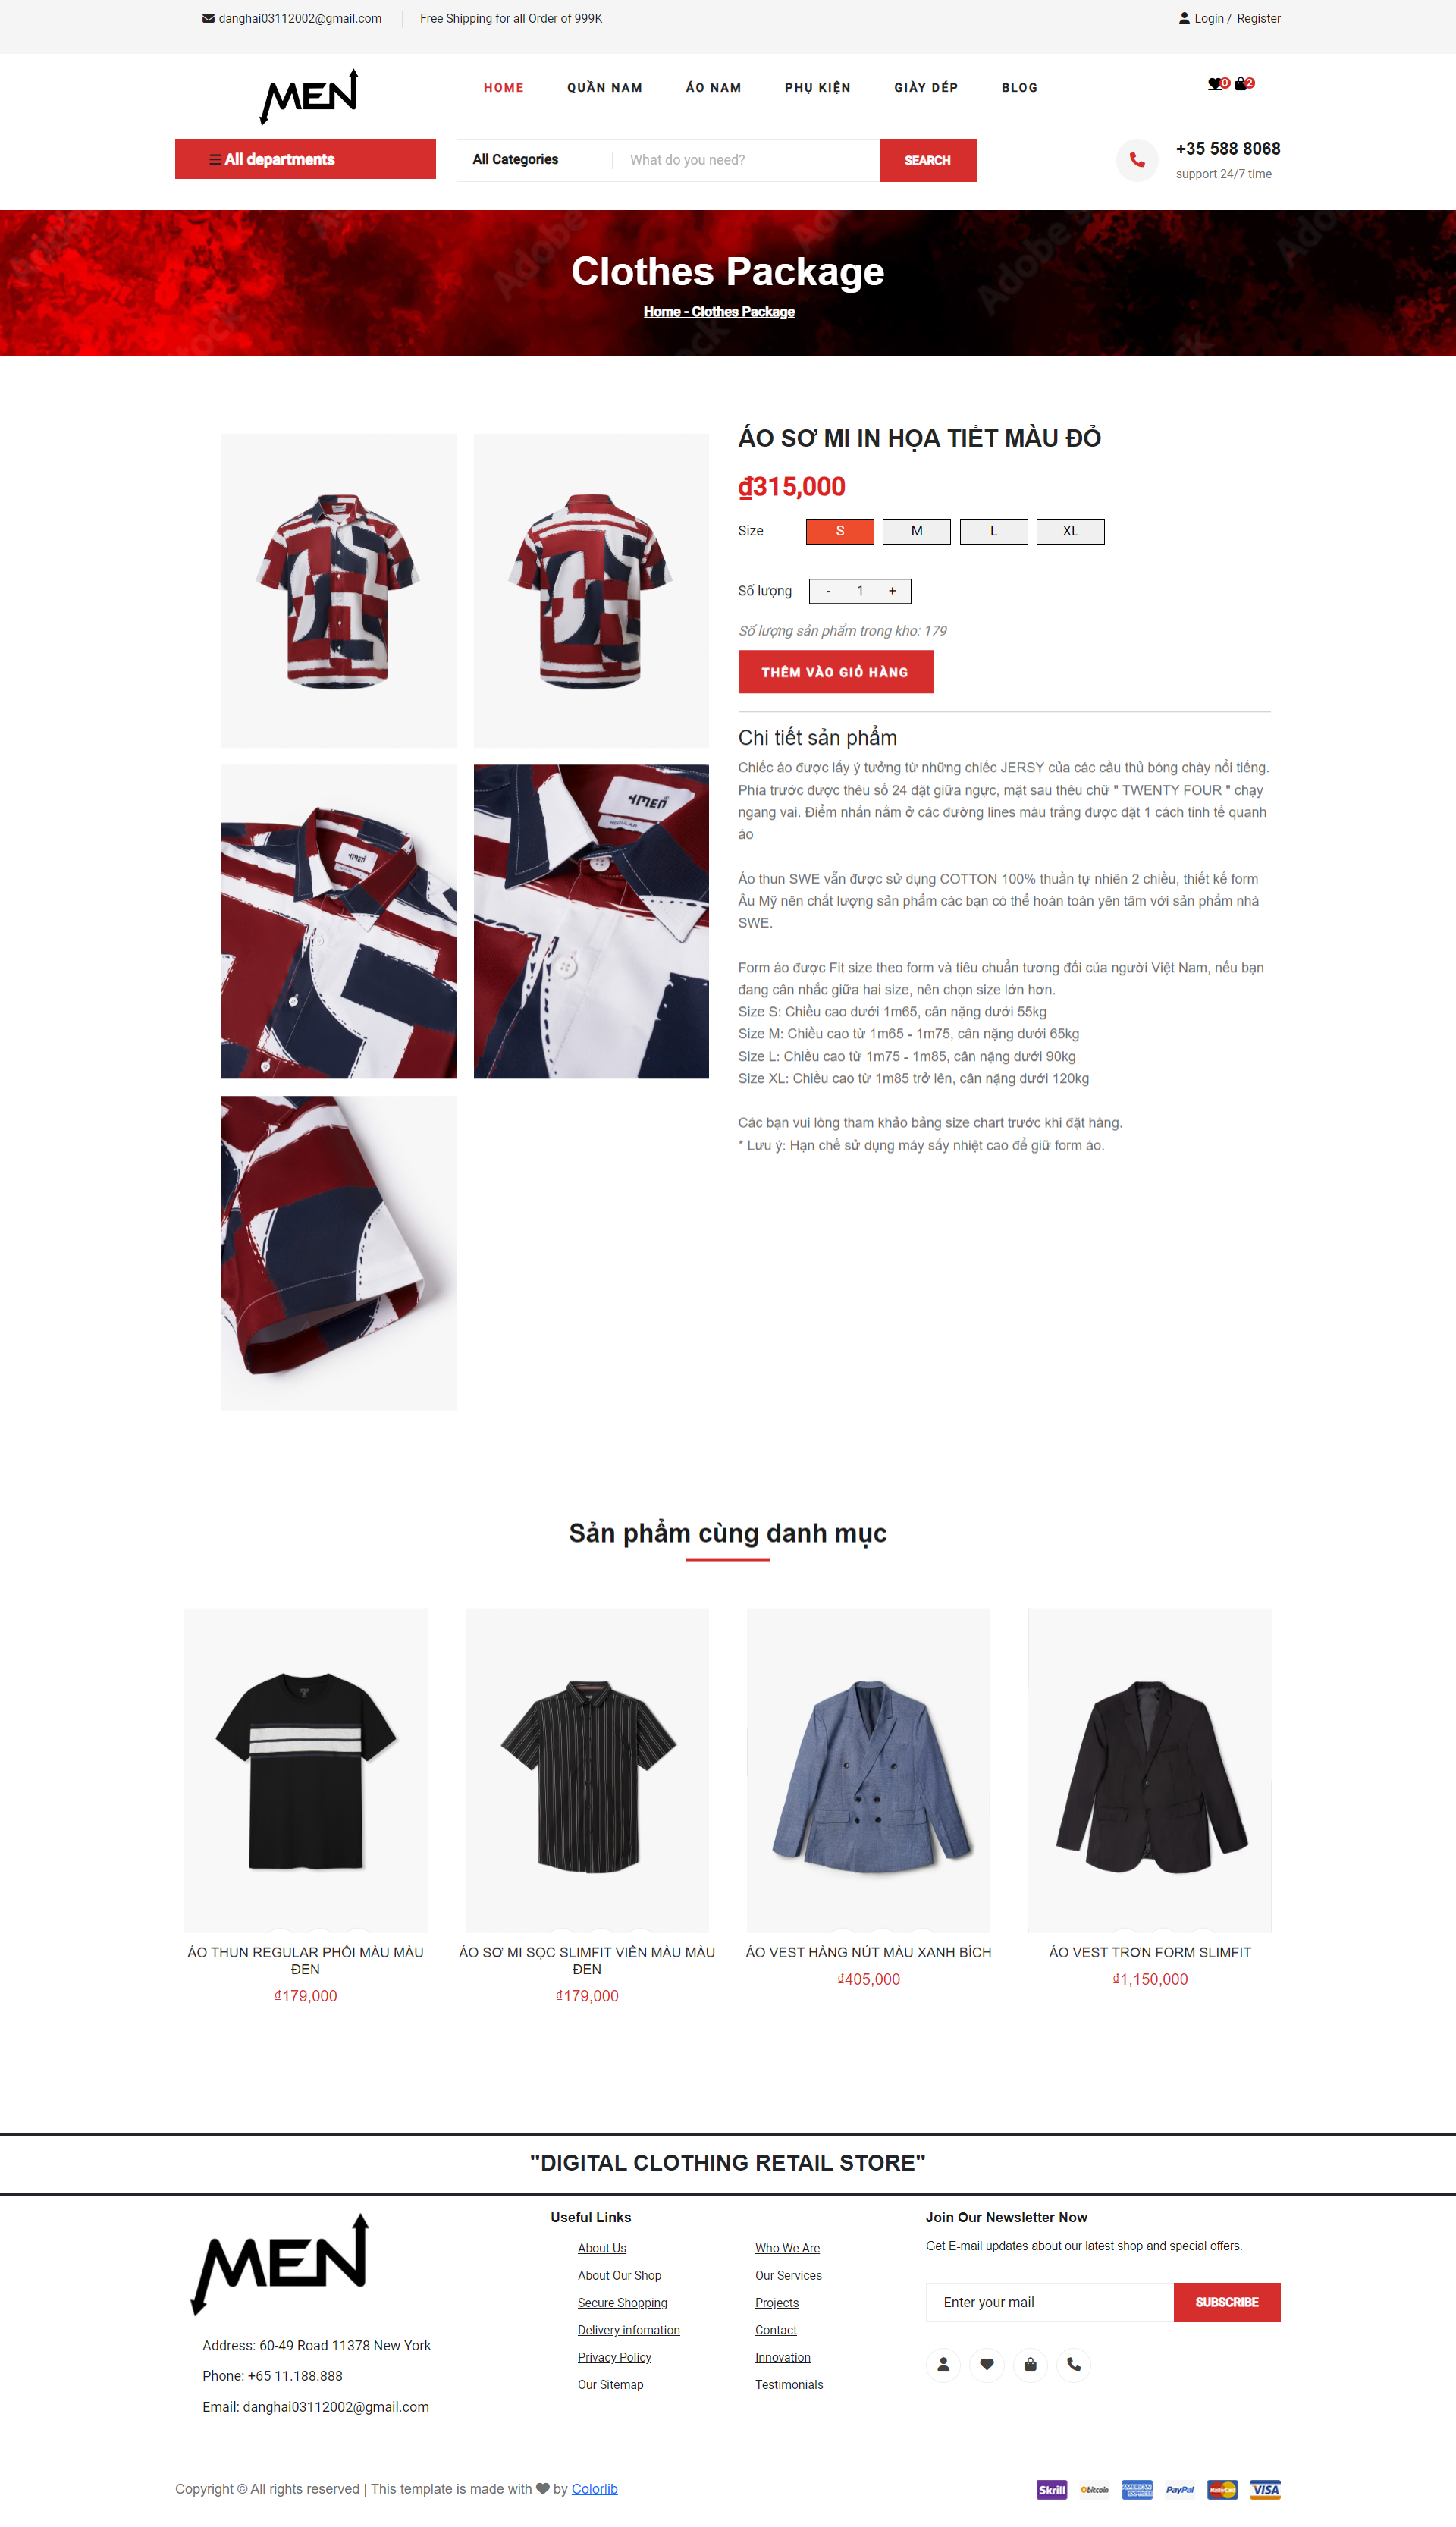 danghai03112002@gmail.com
Free Shipping for all Order of 999K
Login / Register
MEN
HOME
QUẦN NAM
ÁO NAM
PHỤ KIỆN
GIÀY DÉP
BLOG
0
2
All departments
All Categories
What do you need?
SEARCH
+35 588 8068
support 24/7 time
Clothes Package
Home - Clothes Package
ÁO SƠ MI IN HỌA TIẾT MÀU ĐỎ
₫315,000
Size
S
M
L
XL
Số lượng
- 1 +
Số lượng sản phẩm trong kho: 179
THÊM VÀO GIỎ HÀNG
Chi tiết sản phẩm
Chiếc áo được lấy ý tưởng từ những chiếc JERSY của các cầu thủ bóng chày nổi tiếng.
Phía trước được thêu số 24 đặt giữa ngực, mặt sau thêu chữ " TWENTY FOUR " chạy
ngang vai. Điểm nhấn nằm ở các đường lines màu trắng được đặt 1 cách tinh tế quanh
áo
Áo thun SWE vẫn được sử dụng COTTON 100% thuần tự nhiên 2 chiều, thiết kế form
Âu Mỹ nên chất lượng sản phẩm các bạn có thể hoàn toàn yên tâm với sản phẩm nhà
SWE.
Form áo được Fit size theo form và tiêu chuẩn tương đối của người Việt Nam, nếu bạn
đang cân nhắc giữa hai size, nên chọn size lớn hơn.
Size S: Chiều cao dưới 1m65, cân nặng dưới 55kg
Size M: Chiều cao từ 1m65 - 1m75, cân nặng dưới 65kg
Size L: Chiều cao từ 1m75 - 1m85, cân nặng dưới 90kg
Size XL: Chiều cao từ 1m85 trở lên, cân nặng dưới 120kg
Các bạn vui lòng tham khảo bảng size chart trước khi đặt hàng.
* Lưu ý: Hạn chế sử dụng máy sấy nhiệt cao để giữ form áo.
4MEN
4MEN
REGULAR
Sản phẩm cùng danh mục
ÁO THUN REGULAR PHỐI MÀU MÀU
ĐEN
₫179,000
ÁO SƠ MI SỌC SLIMFIT VIỀN MÀU MÀU
ĐEN
₫179,000
ÁO VEST HÀNG NÚT MÀU XANH BÍCH
₫405,000
ÁO VEST TRƠN FORM SLIMFIT
₫1,150,000
"DIGITAL CLOTHING RETAIL STORE"
MEN
Address: 60-49 Road 11378 New York
Phone: +65 11.188.888
Email: danghai03112002@gmail.com
Useful Links
About Us
About Our Shop
Secure Shopping
Delivery infomation
Privacy Policy
Our Sitemap
Who We Are
Our Services
Projects
Contact
Innovation
Testimonials
Join Our Newsletter Now
Get E-mail updates about our latest shop and special offers.
Enter your mail
SUBSCRIBE
Copyright © All rights reserved | This template is made with by Colorlib
Skrill
bitcoin
AMERICAN EXPRESS
PayPal
MasterCard
VISA